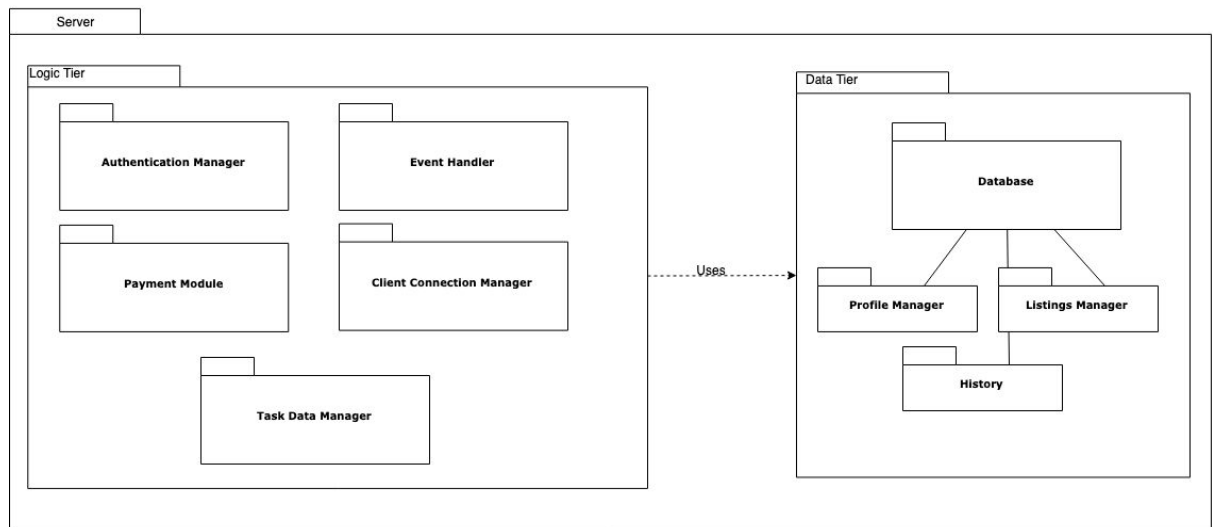 Server
Logic Tier
Authentication Manager
Event Handler
Payment Module
Client Connection Manager
Task Data Manager
Uses
Data Tier
Database
Profile Manager
Listings Manager
History